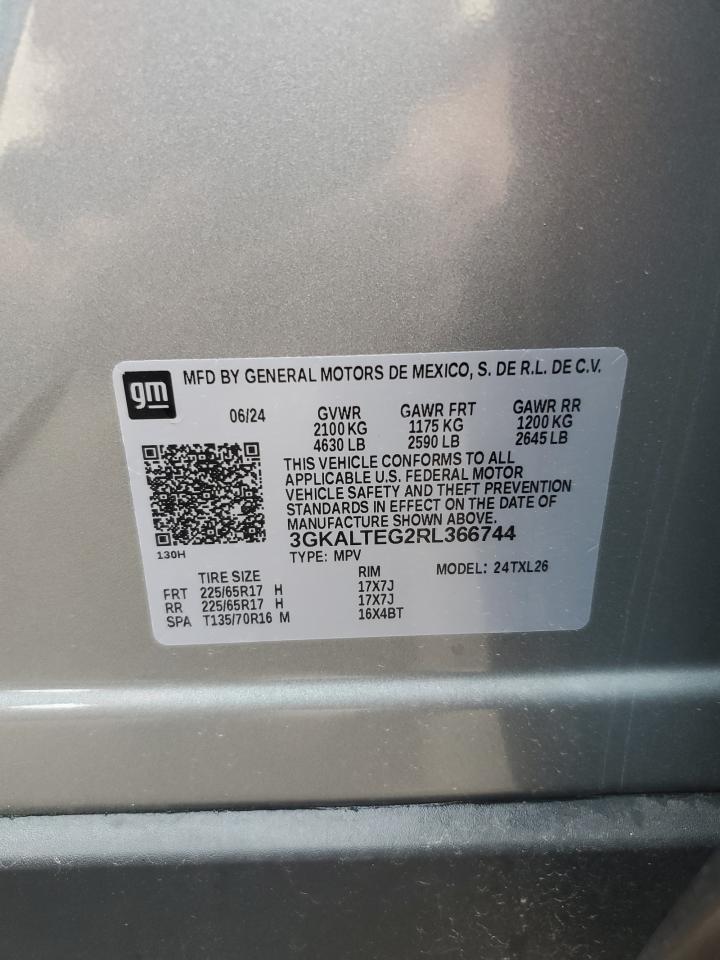 gm
MFD BY GENERAL MOTORS DE MEXICO, S. DE R.L. DE C.V.
06/24 GVWR GAWR FRT GAWR RR
2100 KG 1175 KG 1200 KG
4630 LB 2590 LB 2645 LB
THIS VEHICLE CONFORMS TO ALL
APPLICABLE U.S. FEDERAL MOTOR
VEHICLE SAFETY AND THEFT PREVENTION
STANDARDS IN EFFECT ON THE DATE OF
MANUFACTURE SHOWN ABOVE.
3GKALTEG2RL366744
130H
TYPE: MPV MODEL: 24TXL26
TIRE SIZE RIM
FRT 225/65R17 H 17X7J
RR 225/65R17 H 17X7J
SPA T135/70R16 M 16X4BT